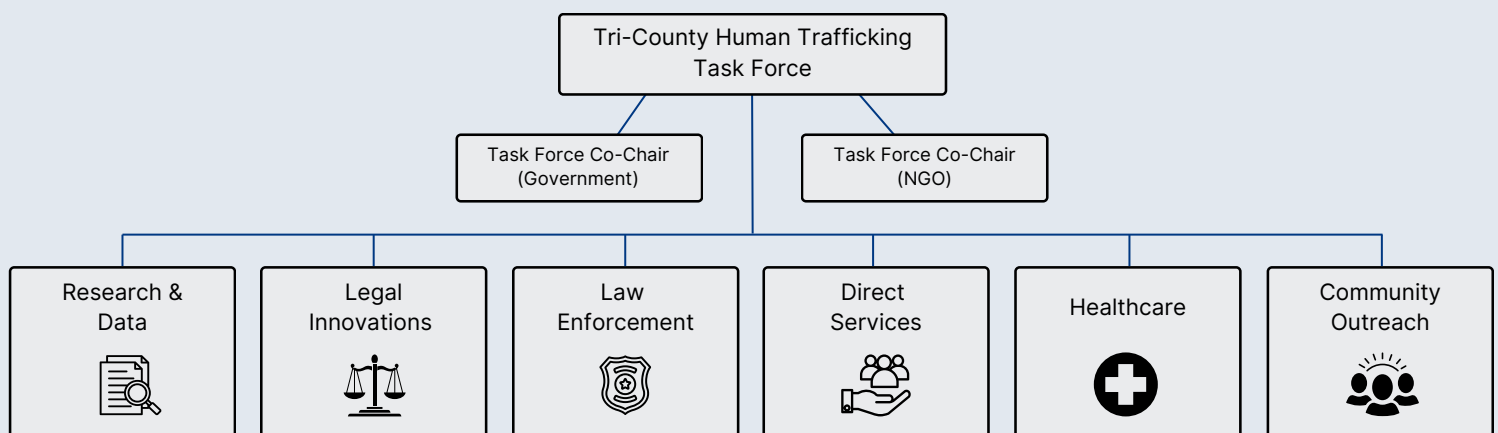 Tri-County Human Trafficking
Task Force
Task Force Co-Chair
(Government)
Task Force Co-Chair
(NGO)
Research &
Data
Legal
Innovations
Law
Enforcement
Direct
Services
Healthcare
Community
Outreach